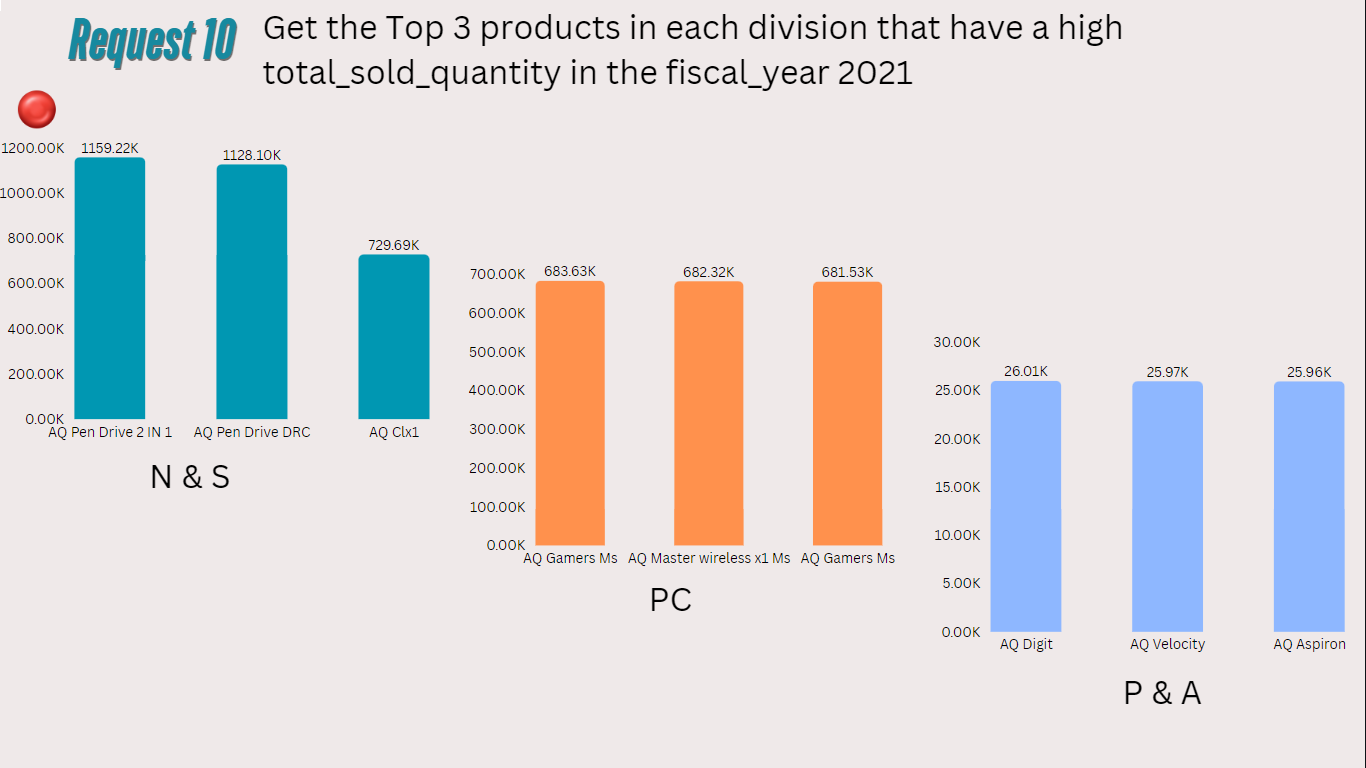 Request 10
Get the Top 3 products in each division that have a high
total_sold_quantity in the fiscal_year 2021
1200.00K
1000.00K
800.00K
600.00K
400.00K
200.00K
0.00K
1159.22K
1128.10K
729.69K
AQ Pen Drive 2 IN 1
AQ Pen Drive DRC
AQ Clx1
N & S
700.00K
600.00K
500.00K
400.00K
300.00K
200.00K
100.00K
0.00K
683.63K
682.32K
681.53K
AQ Gamers Ms
AQ Master wireless x1 Ms
AQ Gamers Ms
PC
30.00K
25.00K
20.00K
15.00K
10.00K
5.00K
0.00K
26.01K
25.97K
25.96K
AQ Digit
AQ Velocity
AQ Aspiron
P & A